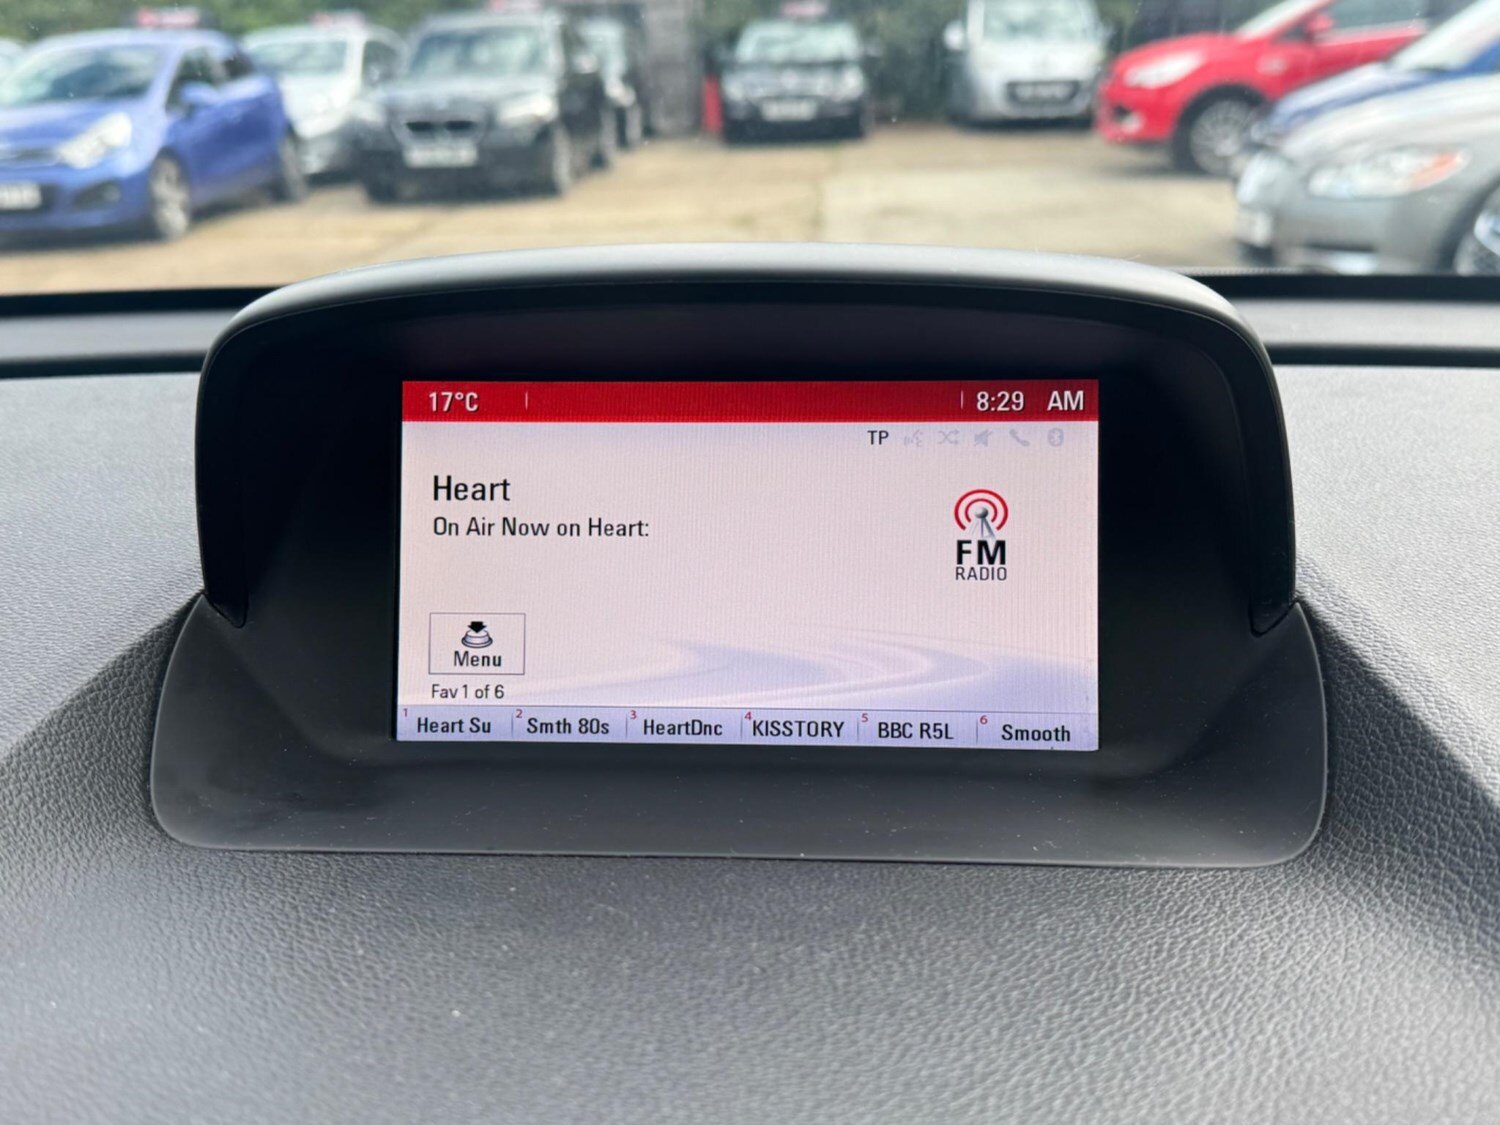 17°C 8:29 AM
TP
Heart
On Air Now on Heart:
FM
RADIO
Menu
Fav 1 of 6
1 Heart Su 2 Smth 80s 3 HeartDnc 4 KISSTORY 5 BBC R5L 6 Smooth